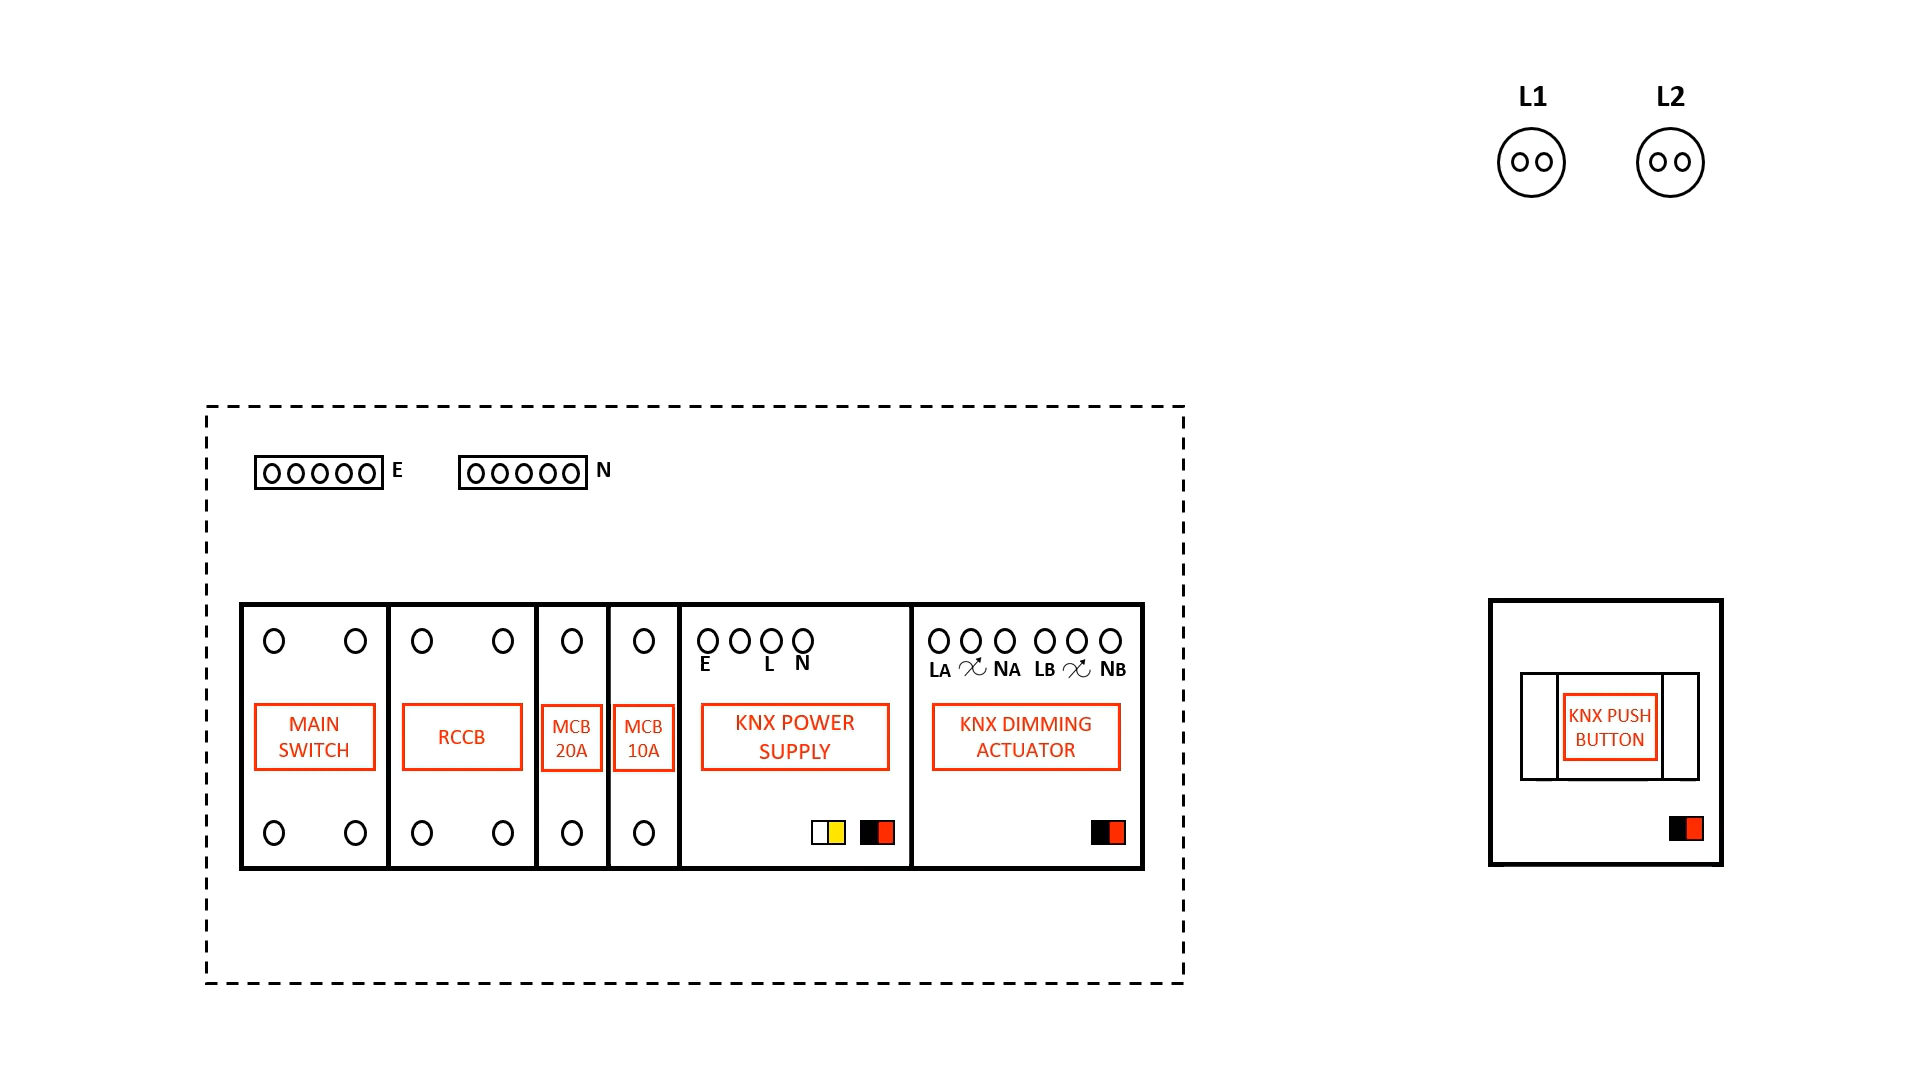 L1 L2
E N
E L N
LA NA LB NB
MAIN
SWITCH
RCCB
MCB
20A
MCB
10A
KNX POWER
SUPPLY
KNX DIMMING
ACTUATOR
KNX PUSH
BUTTON